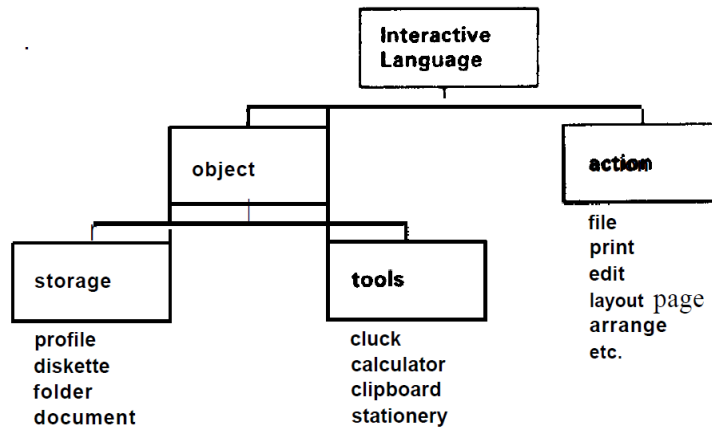 Interactive
Language
object
action
file
print
edit
layout page
arrange
etc.
storage
profile
diskette
folder
document
tools
cluck
calculator
clipboard
stationery